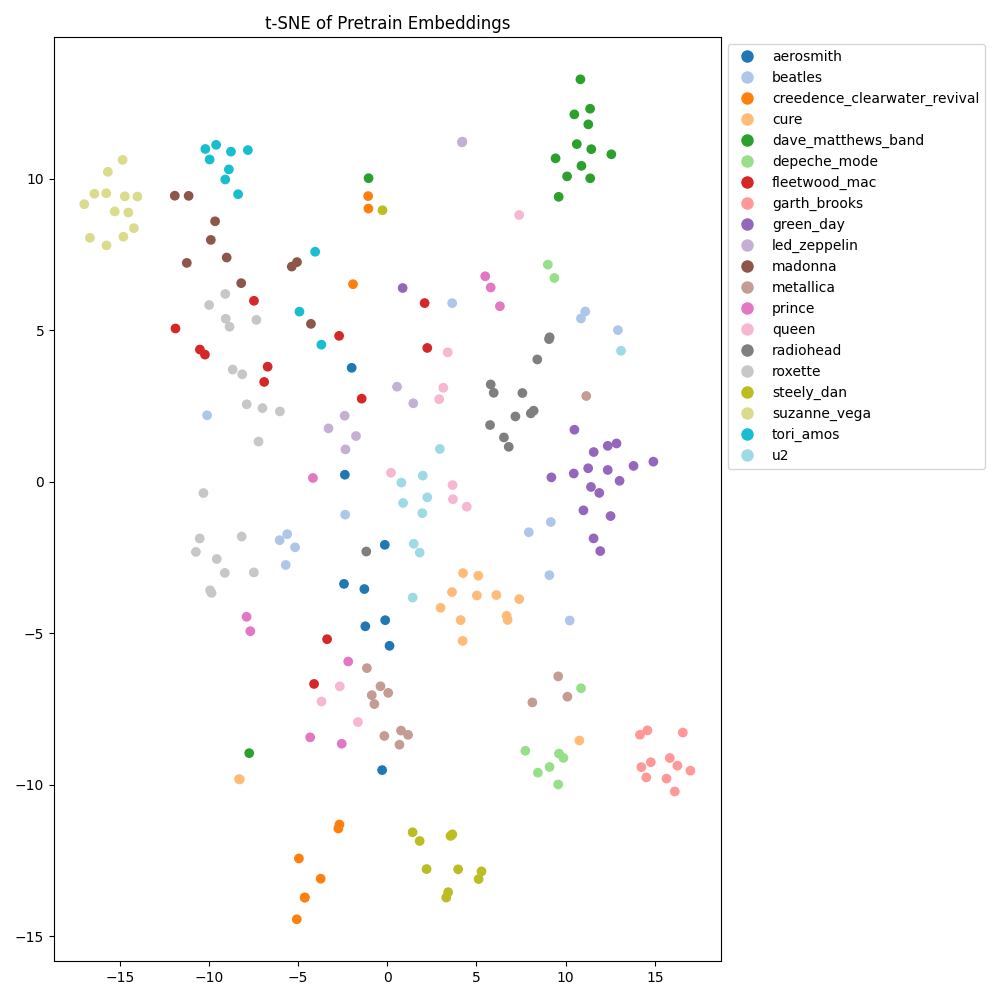 t-SNE of Pretrain Embeddings
aerosmith
beatles
creedence_clearwater_revival
cure
dave_matthews_band
depeche_mode
fleetwood_mac
garth_brooks
green_day
led_zeppelin
madonna
metallica
prince
queen
radiohead
roxette
steely_dan
suzanne_vega
tori_amos
u2
10
5
0
−5
−10
−15
−15 −10 −5 0 5 10 15